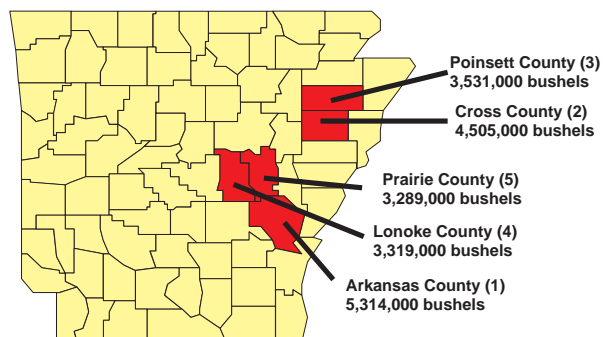 Poinsett County (3)
3,531,000 bushels
Cross County (2)
4,505,000 bushels
Prairie County (5)
3,289,000 bushels
Lonoke County (4)
3,319,000 bushels
Arkansas County (1)
5,314,000 bushels